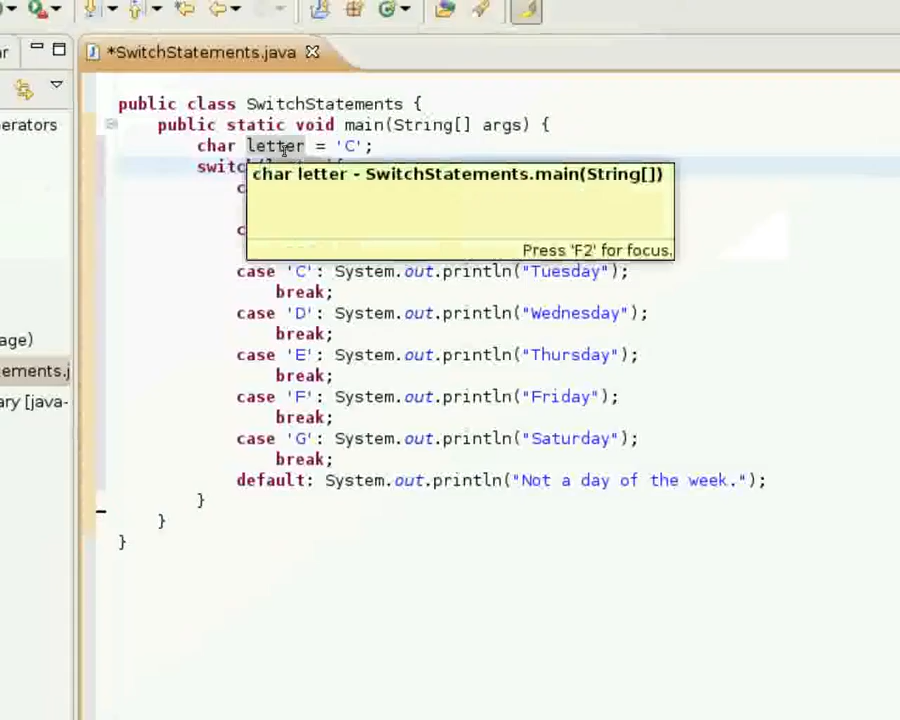 ar
*SwitchStatements.java
enerators
age)
ements.j
ary [java-
public class SwitchStatements {
public static void main(String[] args) {
char letter = 'C';
switc
char letter - SwitchStatements.main(String[])
c
c
Press 'F2' for focus.
case 'C': System.out.println("Tuesday");
break;
case 'D': System.out.println("Wednesday");
break;
case 'E': System.out.println("Thursday");
break;
case 'F': System.out.println("Friday");
break;
case 'G': System.out.println("Saturday");
break;
default: System.out.println("Not a day of the week.");
}
}
}